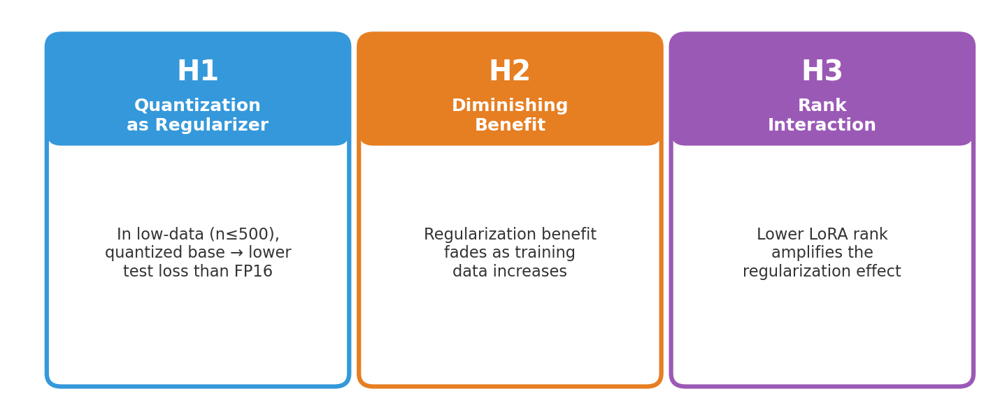 H1
Quantization
as Regularizer
In low-data (n≤500),
quantized base → lower
test loss than FP16
H2
Diminishing
Benefit
Regularization benefit
fades as training
data increases
H3
Rank
Interaction
Lower LoRA rank
amplifies the
regularization effect